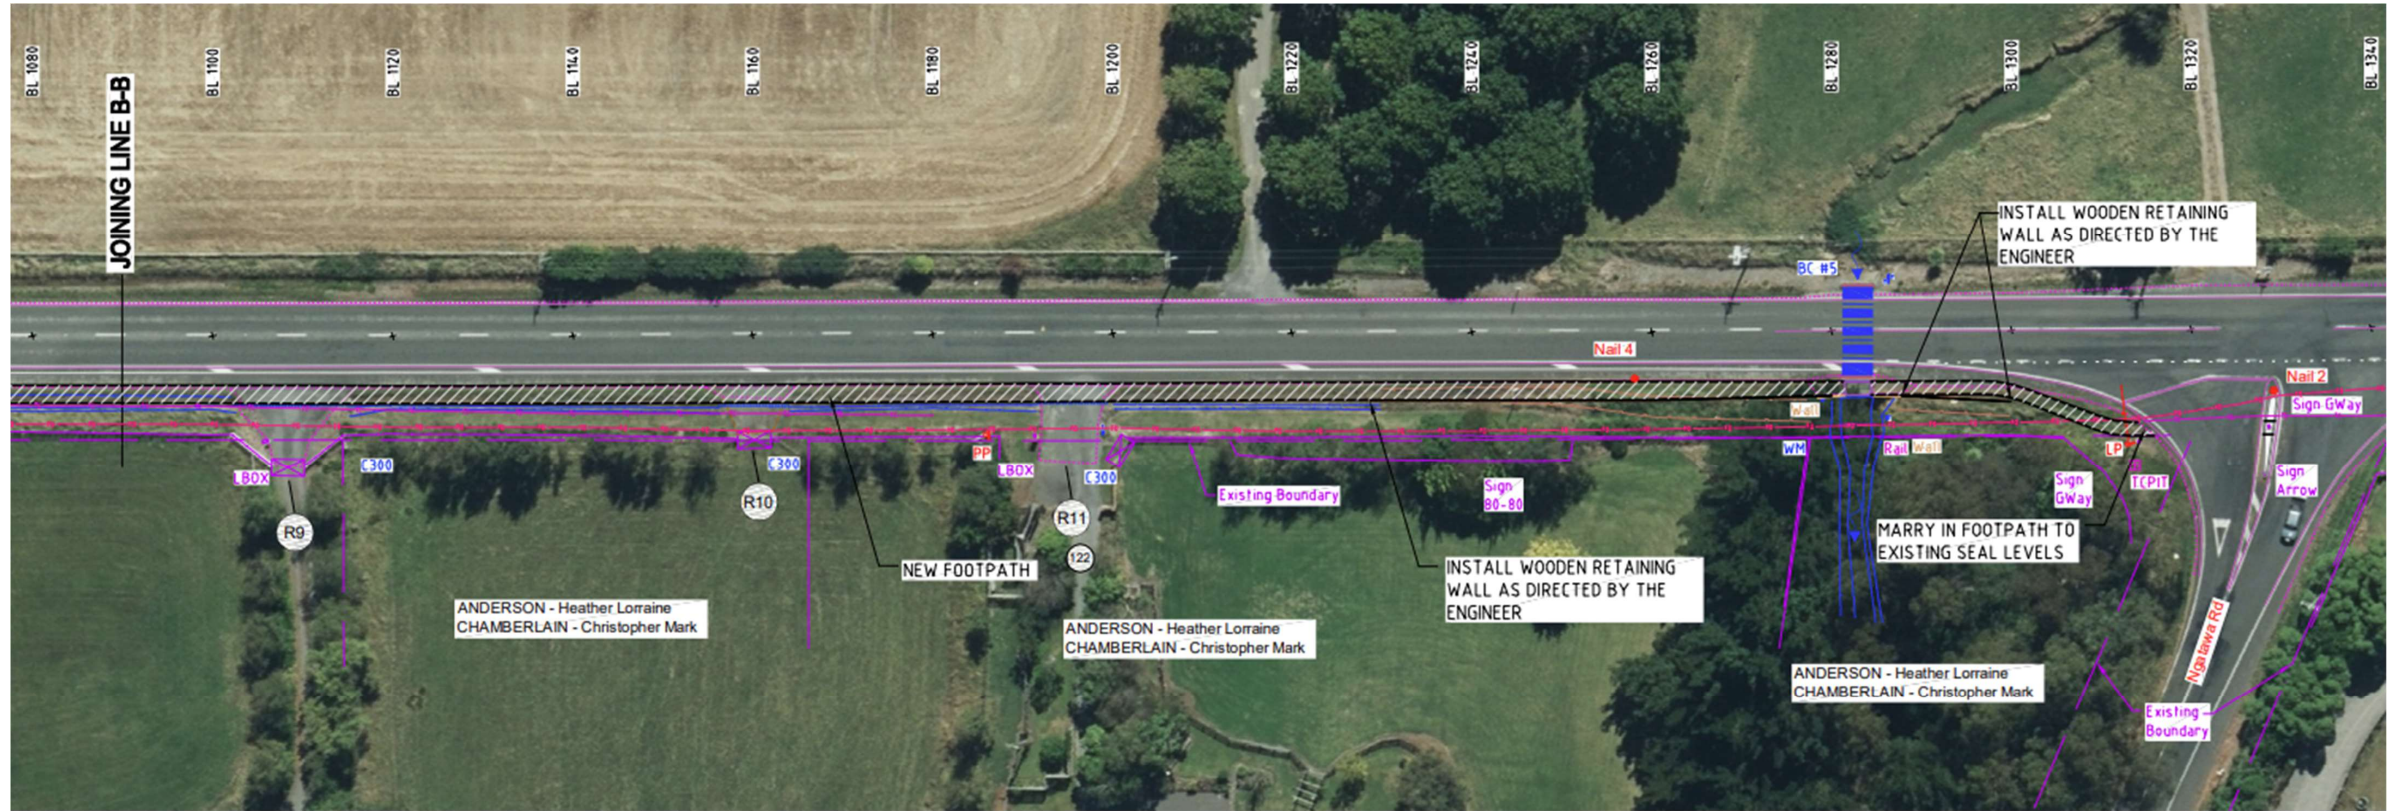 BL 1080
BL 1100
BL 1120
BL 1140
BL 1160
BL 1180
BL 1200
BL 1220
BL 1240
BL 1260
BL 1280
BL 1300
BL 1320
BL 1340
JOINING LINE B-B
INSTALL WOODEN RETAINING
WALL AS DIRECTED BY THE
ENGINEER
BC #5
Nail 4
Nail 2
Sign GWay
Wall
WM
Rail
Wall
LP
PP
LBOX
C300
C300
LBOX
C300
R9
R10
R11
122
Existing Boundary
Sign
80-80
Sign
GWay
TCPIT
Sign
Arrow
MARRY IN FOOTPATH TO
EXISTING SEAL LEVELS
NEW FOOTPATH
INSTALL WOODEN RETAINING
WALL AS DIRECTED BY THE
ENGINEER
ANDERSON - Heather Lorraine
CHAMBERLAIN - Christopher Mark
ANDERSON - Heather Lorraine
CHAMBERLAIN - Christopher Mark
ANDERSON - Heather Lorraine
CHAMBERLAIN - Christopher Mark
Ngatawa Rd
Existing
Boundary